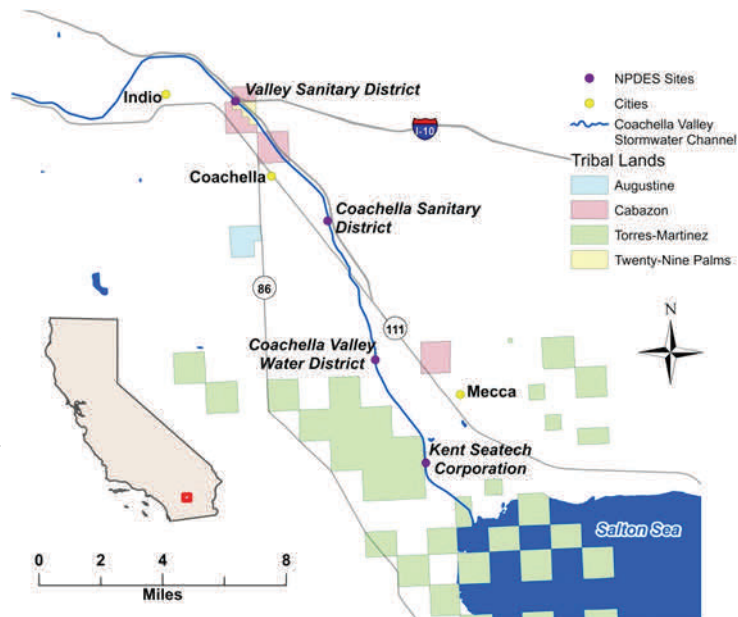 Indio
Valley Sanitary District
I-10
Coachella
Coachella Sanitary
District
86
111
Coachella Valley
Water District
Mecca
Kent Seatech
Corporation
Salton Sea
NPDES Sites
Cities
Coachella Valley
Stormwater Channel
Tribal Lands
Augustine
Cabazon
Torres-Martinez
Twenty-Nine Palms
N
0 2 4 8
Miles